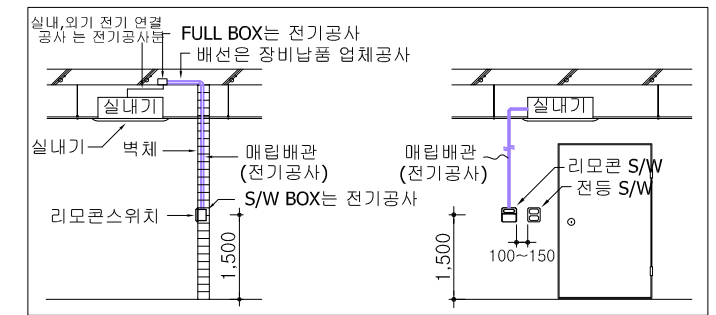 실내,외기 전기 연결
공사 는 전기공사분
FULL BOX는 전기공사
배선은 장비납품 업체공사
실내기
실내기
벽체
매립배관
(전기공사)
S/W BOX는 전기공사
리모콘스위치
1,500
실내기
매립배관
(전기공사)
리모콘 S/W
전등 S/W
100~150
1,500